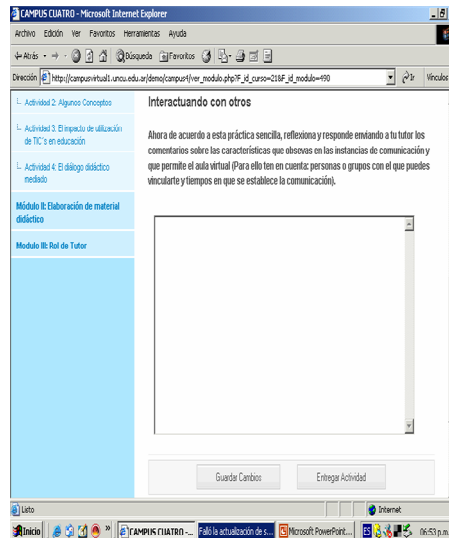 CAMPUS CUATRO - Microsoft Internet Explorer
Archivo Edición Ver Favoritos Herramientas Ayuda
Atrás Búsqueda Favoritos
Dirección http://campusvirtual1.uncu.edu.ar/demo/campus4/ver_modulo.php?F_id_curso=218F_id_modulo=490 Ir Vínculos
Actividad 2: Algunos Conceptos
Actividad 3. El impacto de utilización
de TIC´s en educación
Actividad 4: El diálogo didáctico
mediado
Módulo II: Elaboración de material
didáctico
Modulo III: Rol de Tutor
Interactuando con otros
Ahora de acuerdo a esta práctica sencilla, reflexiona y responde enviando a tu tutor los
comentarios sobre las características que obsevas en las instancias de comunicación y
que permite el aula virtual (Para ello ten en cuenta: personas o grupos con el que puedes
vincularte y tiempos en que se establece la comunicación).
Guardar Cambios Entregar Actividad
Listo Internet
Inicio CAMPUS CUATRO -... Falló la actualización de s... Microsoft PowerPoint... ES 06:53 p.m.